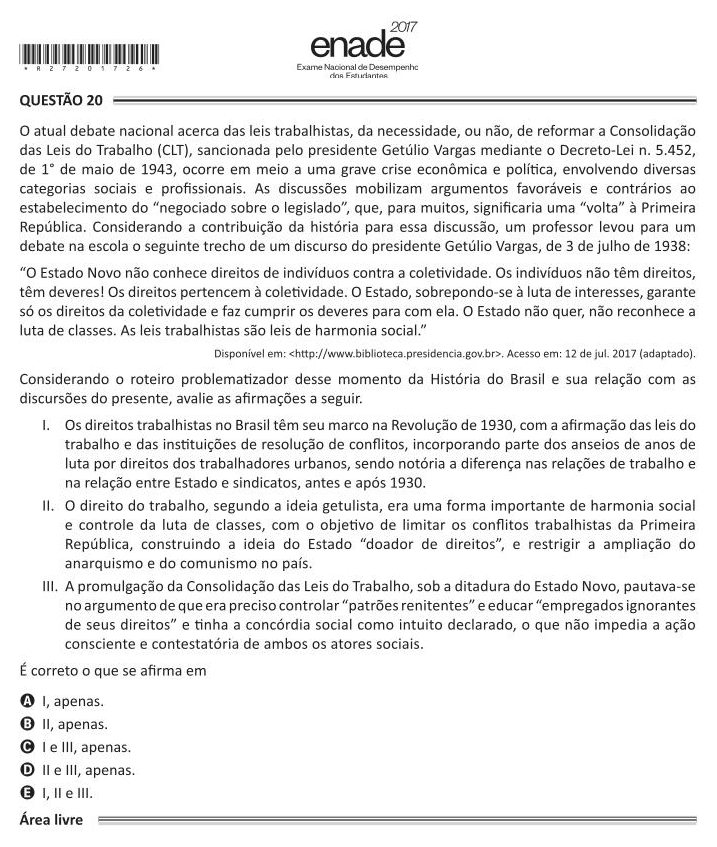 2017
enade
Exame Nacional de Desempenho
dos Estudantes
*R27201726*
QUESTÃO 20
O atual debate nacional acerca das leis trabalhistas, da necessidade, ou não, de reformar a Consolidação
das Leis do Trabalho (CLT), sancionada pelo presidente Getúlio Vargas mediante o Decreto-Lei n. 5.452,
de 1° de maio de 1943, ocorre em meio a uma grave crise econômica e política, envolvendo diversas
categorias sociais e profissionais. As discussões mobilizam argumentos favoráveis e contrários ao
estabelecimento do “negociado sobre o legislado”, que, para muitos, significaria uma “volta” à Primeira
República. Considerando a contribuição da história para essa discussão, um professor levou para um
debate na escola o seguinte trecho de um discurso do presidente Getúlio Vargas, de 3 de julho de 1938:
“O Estado Novo não conhece direitos de indivíduos contra a coletividade. Os indivíduos não têm direitos,
têm deveres! Os direitos pertencem à coletividade. O Estado, sobrepondo-se à luta de interesses, garante
só os direitos da coletividade e faz cumprir os deveres para com ela. O Estado não quer, não reconhece a
luta de classes. As leis trabalhistas são leis de harmonia social.”
Disponível em: <http://www.biblioteca.presidencia.gov.br>. Acesso em: 12 de jul. 2017 (adaptado).
Considerando o roteiro problematizador desse momento da História do Brasil e sua relação com as
discursões do presente, avalie as afirmações a seguir.
I. Os direitos trabalhistas no Brasil têm seu marco na Revolução de 1930, com a afirmação das leis do
trabalho e das instituições de resolução de conflitos, incorporando parte dos anseios de anos de
luta por direitos dos trabalhadores urbanos, sendo notória a diferença nas relações de trabalho e
na relação entre Estado e sindicatos, antes e após 1930.
II. O direito do trabalho, segundo a ideia getulista, era uma forma importante de harmonia social
e controle da luta de classes, com o objetivo de limitar os conflitos trabalhistas da Primeira
República, construindo a ideia do Estado “doador de direitos”, e restrigir a ampliação do
anarquismo e do comunismo no país.
III. A promulgação da Consolidação das Leis do Trabalho, sob a ditadura do Estado Novo, pautava-se
no argumento de que era preciso controlar “patrões renitentes” e educar “empregados ignorantes
de seus direitos” e tinha a concórdia social como intuito declarado, o que não impedia a ação
consciente e contestatória de ambos os atores sociais.
É correto o que se afirma em
A I, apenas.
B II, apenas.
C I e III, apenas.
D II e III, apenas.
E I, II e III.
Área livre